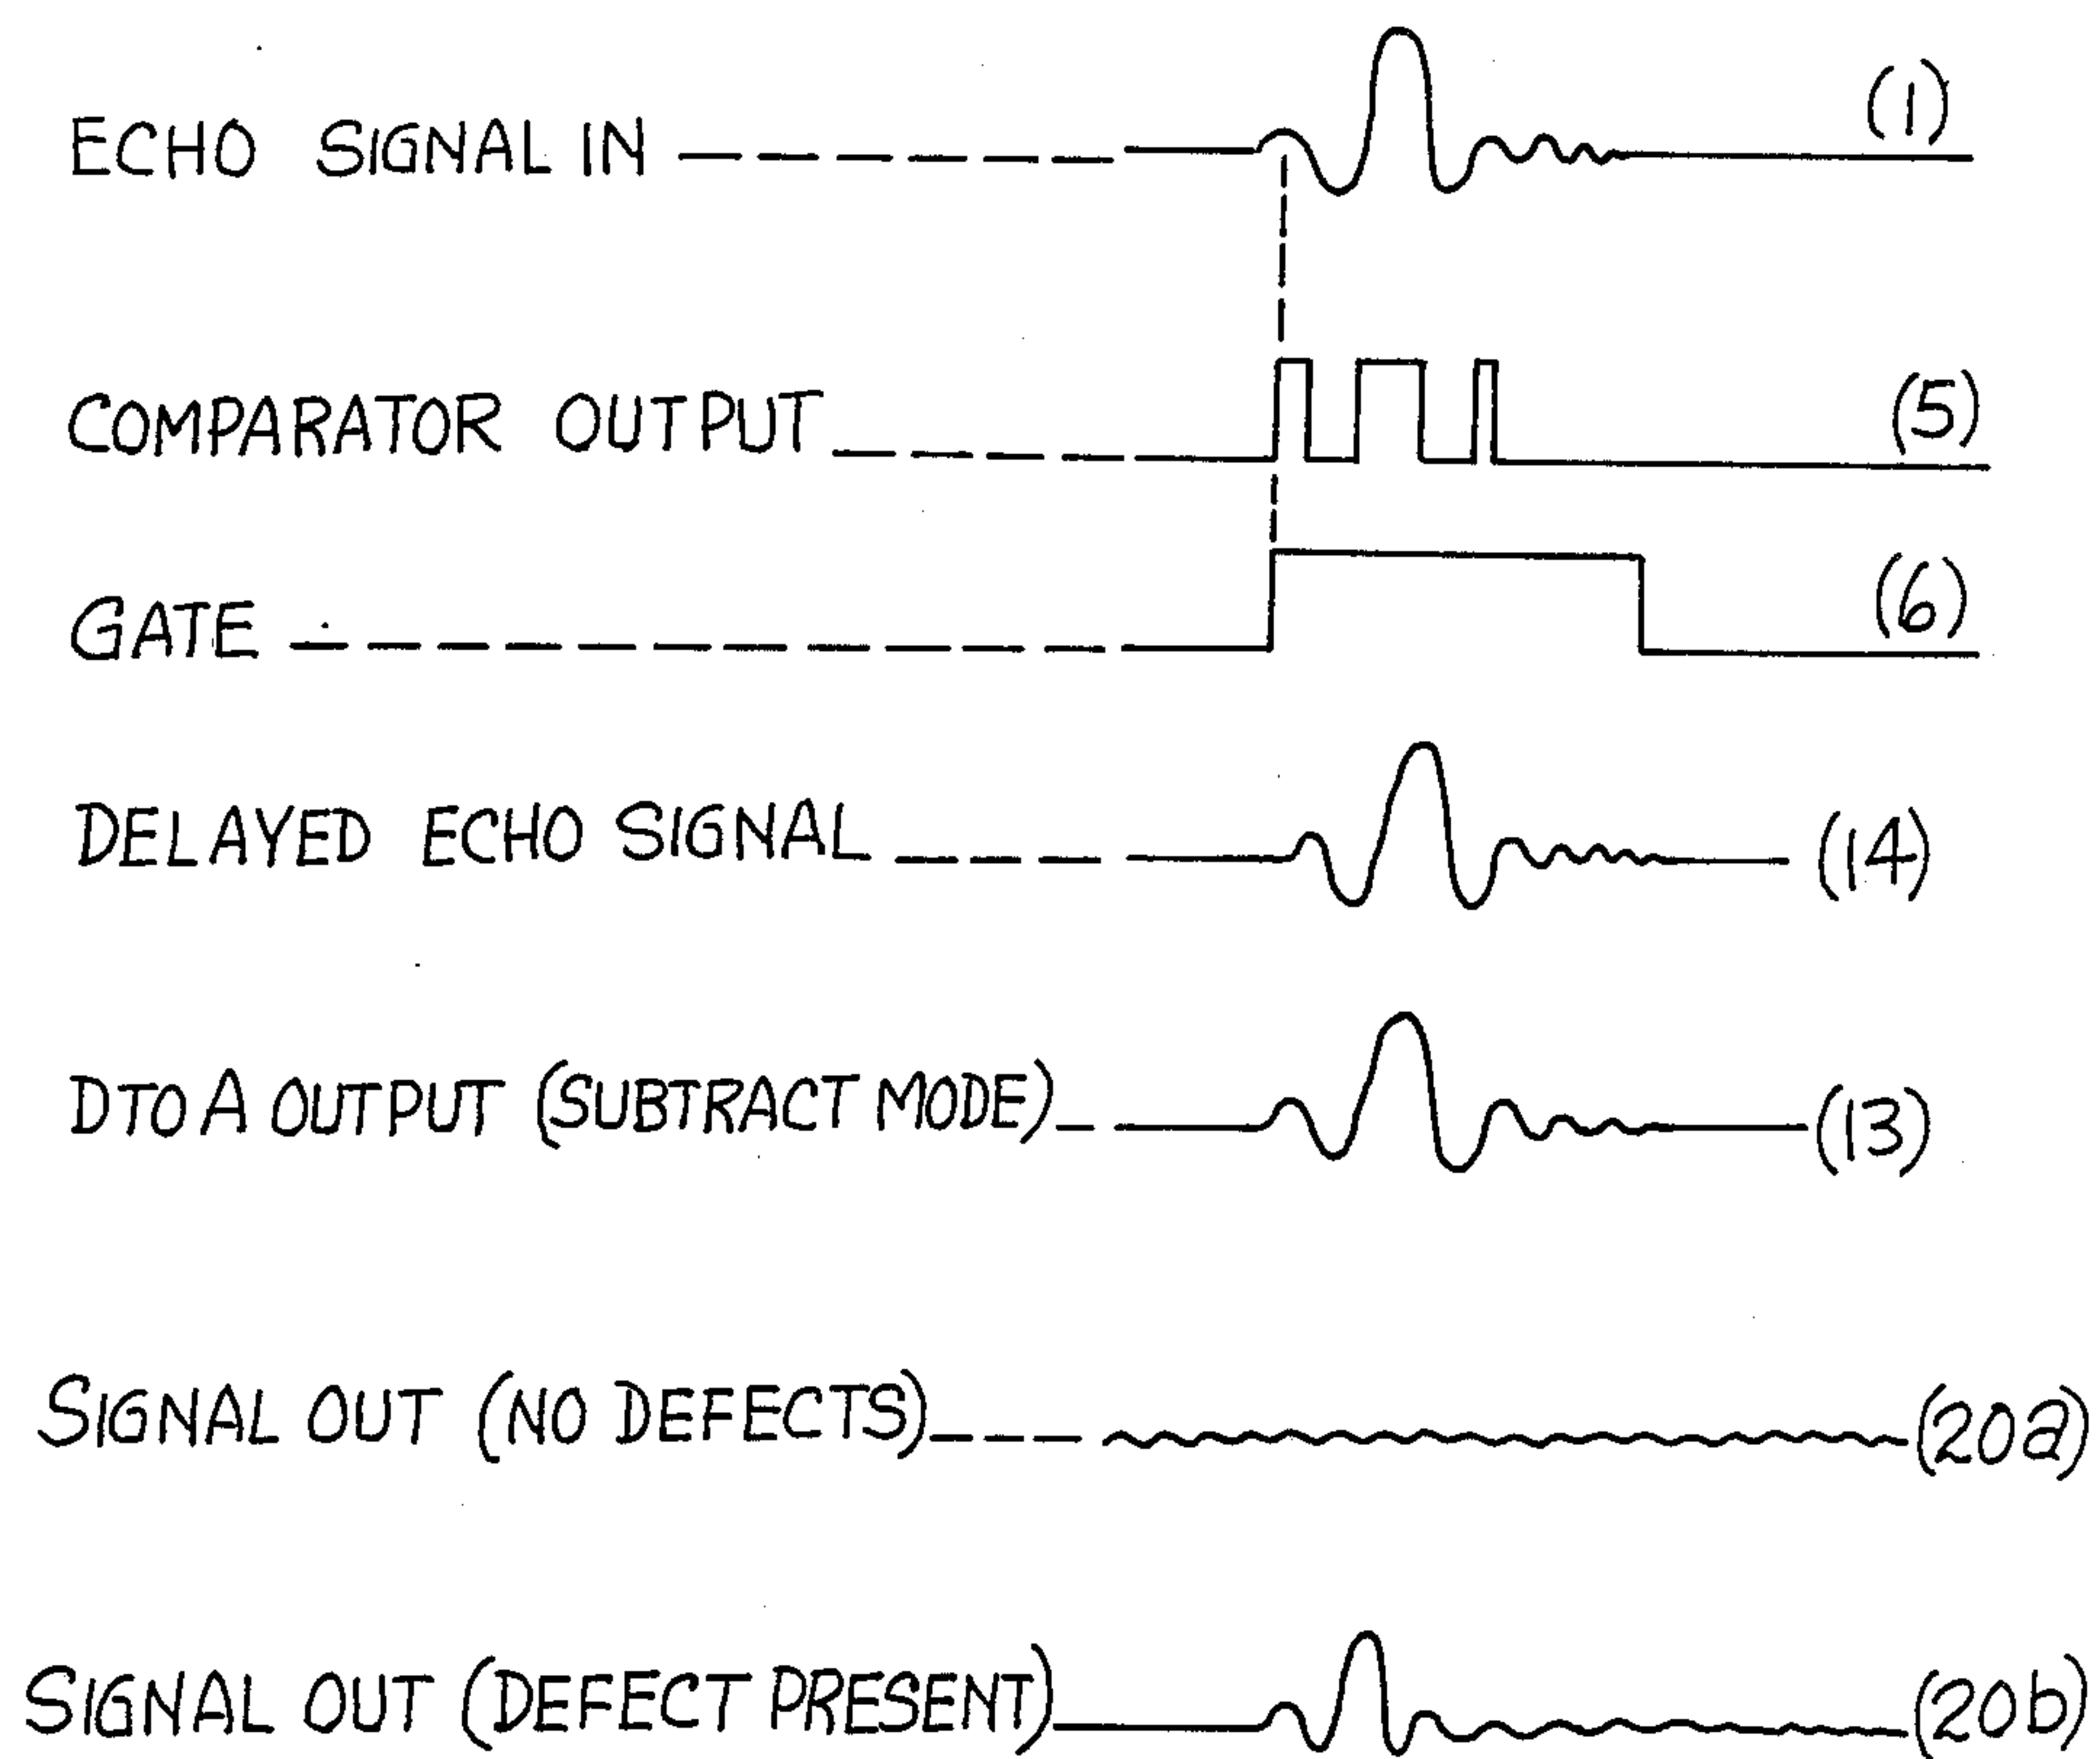 ECHO SIGNAL IN (1)
COMPARATOR OUTPUT (5)
GATE (6)
DELAYED ECHO SIGNAL (14)
D TO A OUTPUT (SUBTRACT MODE) (13)
SIGNAL OUT (NO DEFECTS) (20a)
SIGNAL OUT (DEFECT PRESENT) (20b)